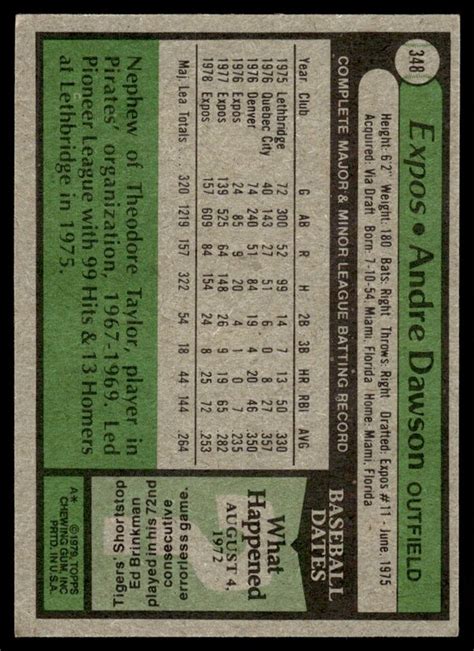 348
Expos • Andre Dawson OUTFIELD
Height: 6'2" Weight: 180 Bats: Right Throws: Right Drafted: Expos #11 - June, 1975
Acquired: Via Draft Born: 7-10-54, Miami, Florida Home: Miami, Florida
COMPLETE MAJOR & MINOR LEAGUE BATTING RECORD
Year Club G AB R H 2B 3B HR RBI AVG
1975 Lethbridge 72 300 52 99 14 7 13 50 330
1976 Quebec City 40 143 27 51 6 0 8 27 357
1976 Denver 74 240 51 84 19 4 20 46 350
1976 Expos 24 85 9 20 4 1 0 7 235
1977 Expos 139 525 64 148 26 9 19 65 282
1978 Expos 157 609 84 154 24 8 25 72 253
Maj. Lea Totals 320 1219 157 322 54 18 44 144 264
Nephew of Theodore Taylor, player in
Pirates' organization, 1967-1969. Led
Pioneer League with 99 Hits & 13 Homers
at Lethbridge in 1975.
BASEBALL
DATES
What
Happened
AUGUST 4,
1972
Tigers' Shortstop
Ed Brinkman
played in his 72nd
consecutive
errorless game.
A* © 1979, TOPPS
CHEWING GUM, INC
PRTD. IN U.S.A.